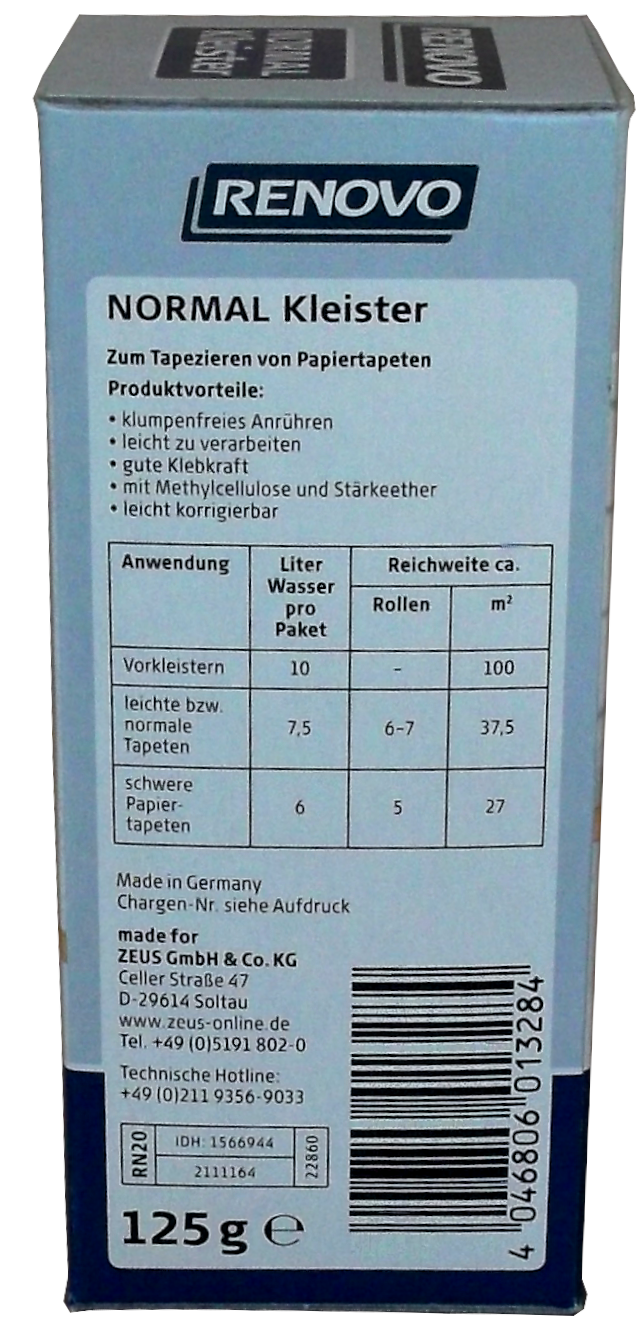 NORMAL
KLEISTER
RENOVO
RENOVO
NORMAL Kleister
Zum Tapezieren von Papiertapeten
Produktvorteile:
• klumpenfreies Anrühren
• leicht zu verarbeiten
• gute Klebkraft
• mit Methylcellulose und Stärkeether
• leicht korrigierbar
Anwendung
Liter
Wasser
pro
Paket
Reichweite ca.
Rollen
m²
Vorkleistern 10 - 100
leichte bzw.
normale
Tapeten
7,5 6-7 37,5
schwere
Papier-
tapeten
6 5 27
Made in Germany
Chargen-Nr. siehe Aufdruck
made for
ZEUS GmbH & Co. KG
Celler Straße 47
D-29614 Soltau
www.zeus-online.de
Tel. +49 (0)5191 802-0
Technische Hotline:
+49 (0)211 9356-9033
RN20
IDH: 1566944
2111164
22860
125 g ℮
4 046806 013284